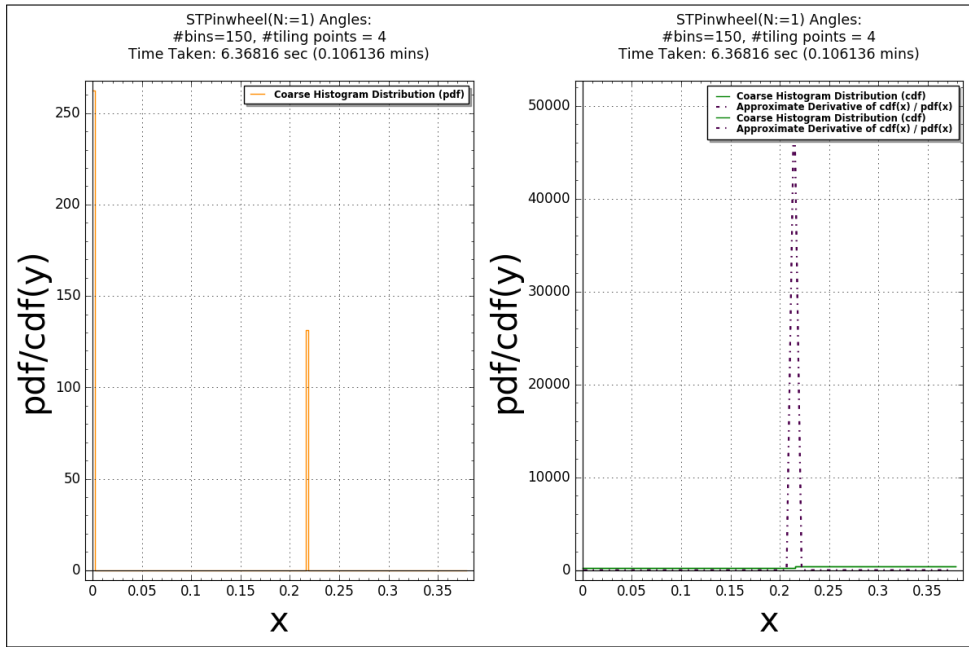 STPinwheel(N:=1) Angles:
#bins=150, #tiling points = 4
Time Taken: 6.36816 sec (0.106136 mins)
Coarse Histogram Distribution (pdf)
250
200
150
100
50
0
pdf/cdf(y)
0 0.05 0.1 0.15 0.2 0.25 0.3 0.35
x
STPinwheel(N:=1) Angles:
#bins=150, #tiling points = 4
Time Taken: 6.36816 sec (0.106136 mins)
Coarse Histogram Distribution (cdf)
Approximate Derivative of cdf(x) / pdf(x)
Coarse Histogram Distribution (cdf)
Approximate Derivative of cdf(x) / pdf(x)
50000
40000
30000
20000
10000
0
pdf/cdf(y)
0 0.05 0.1 0.15 0.2 0.25 0.3 0.35
x